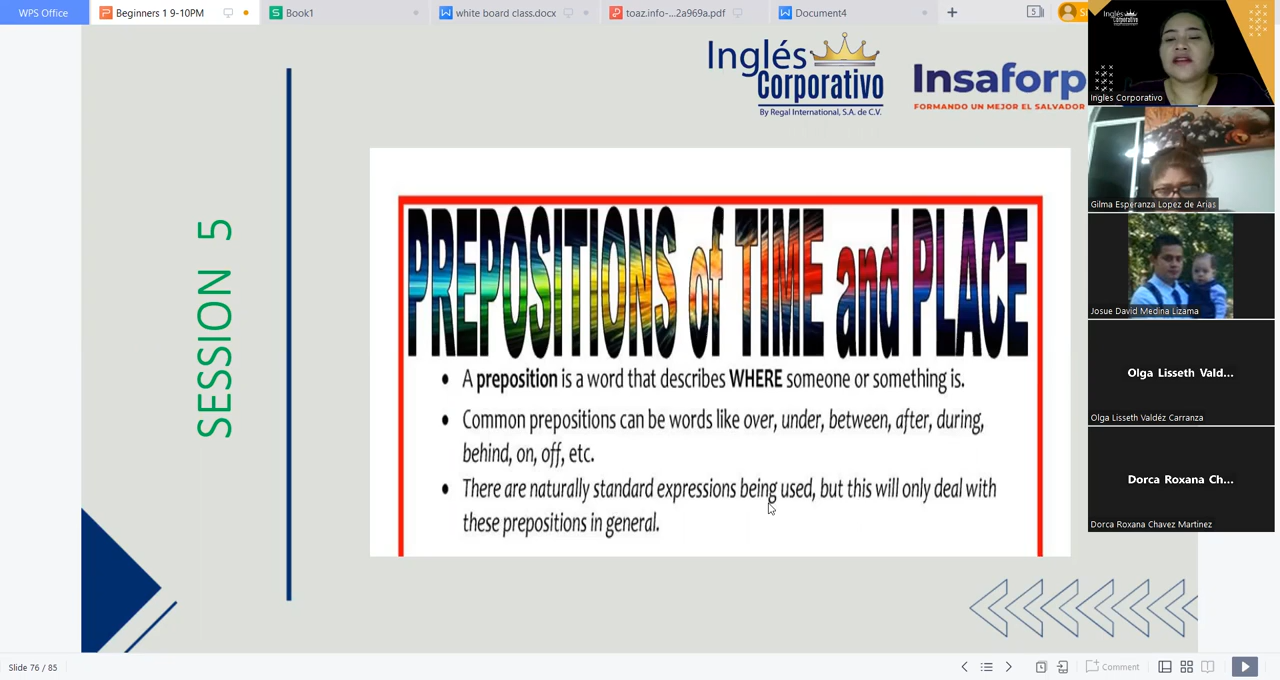 WPS Office
Beginners 1 9-10PM
Book1
white board class.docx
toaz.info-...2a969a.pdf
Document4
5
Inglés
Corporativo
By Regal International, S.A. de C.V.
Insaforp
FORMANDO UN MEJOR EL SALVADOR
SESSION 5
PREPOSITIONS of TIME and PLACE
• A preposition is a word that describes WHERE someone or something is.
• Common prepositions can be words like over, under, between, after, during,
behind, on, off, etc.
• There are naturally standard expressions being used, but this will only deal with
these prepositions in general.
Inglés
Corporativo
Ingles Corporativo
Gilma Esperanza Lopez de Arias
Josue David Medina Lizama
Olga Lisseth Vald...
Olga Lisseth Valdéz Carranza
Dorca Roxana Ch...
Dorca Roxana Chavez Martinez
Slide 76 / 85
Comment